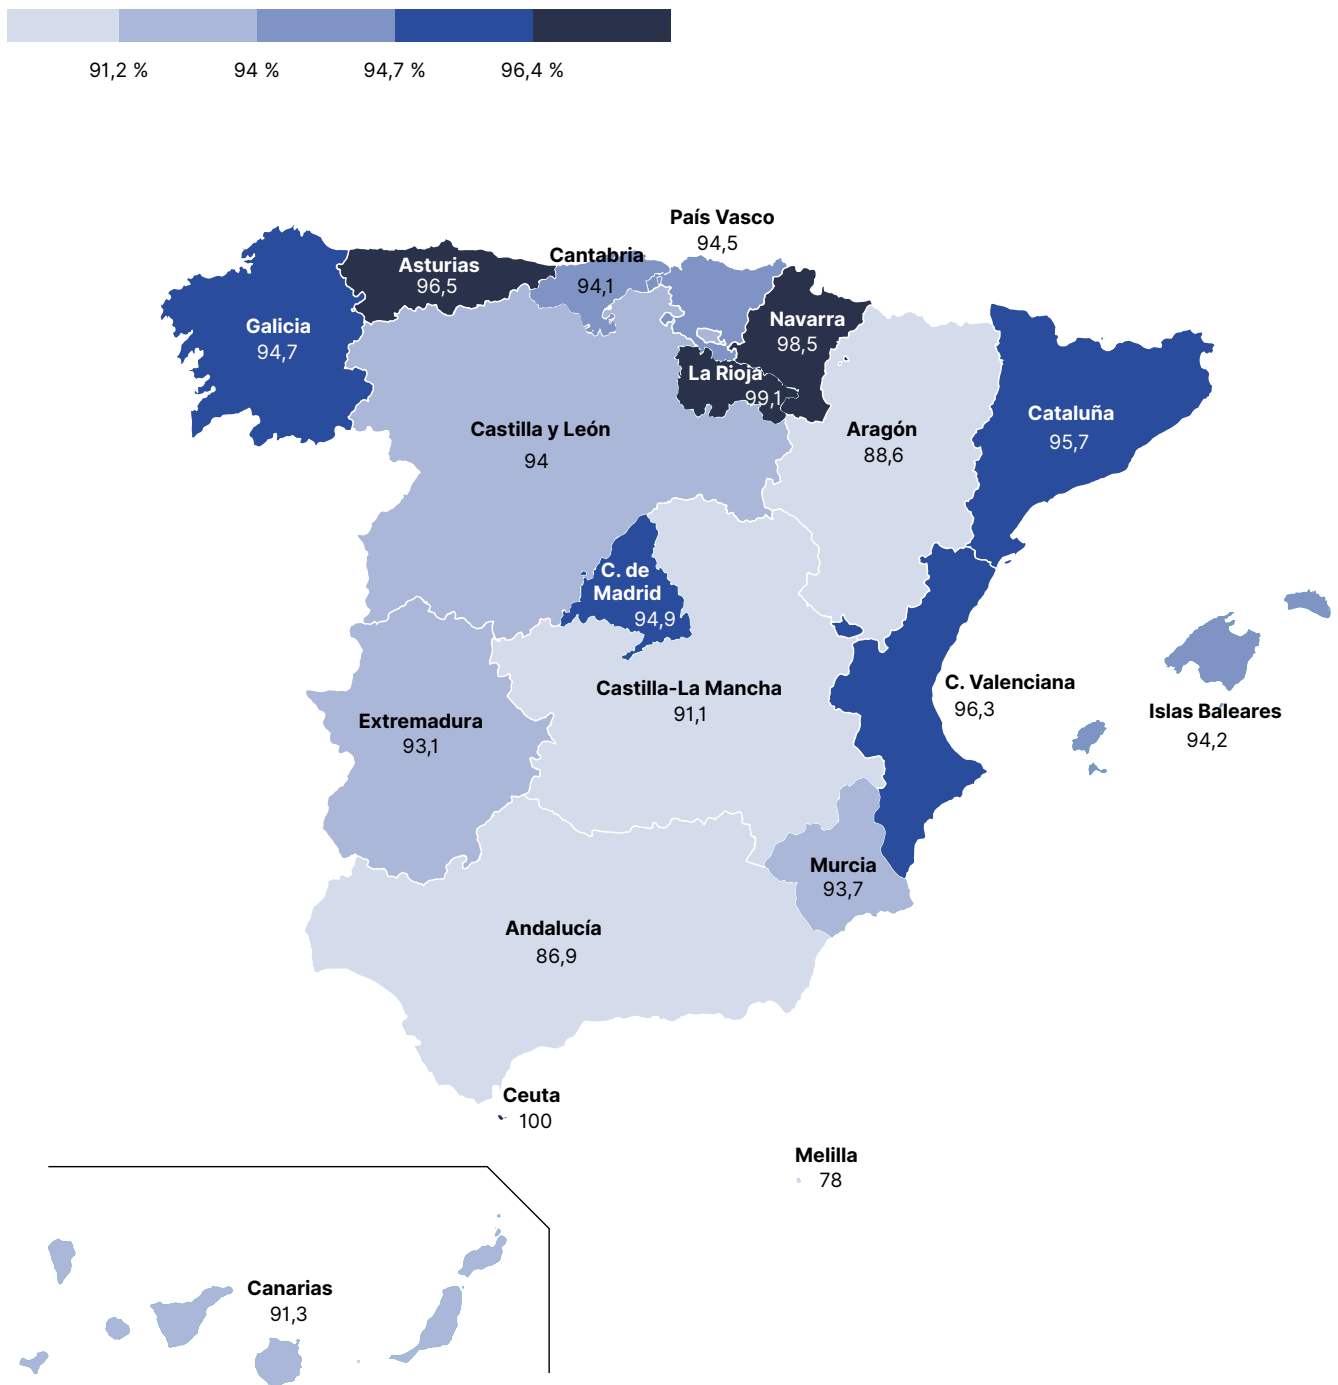 91,2 %
94 %
94,7 %
96,4 %
País Vasco
94,5
Cantabria
94,1
Asturias
96,5
Galicia
94,7
Navarra
98,5
La Rioja
99,1
Castilla y León
94
Aragón
88,6
Cataluña
95,7
C. de
Madrid
94,9
Castilla-La Mancha
91,1
C. Valenciana
96,3
Islas Baleares
94,2
Extremadura
93,1
Murcia
93,7
Andalucía
86,9
Ceuta
100
Melilla
78
Canarias
91,3